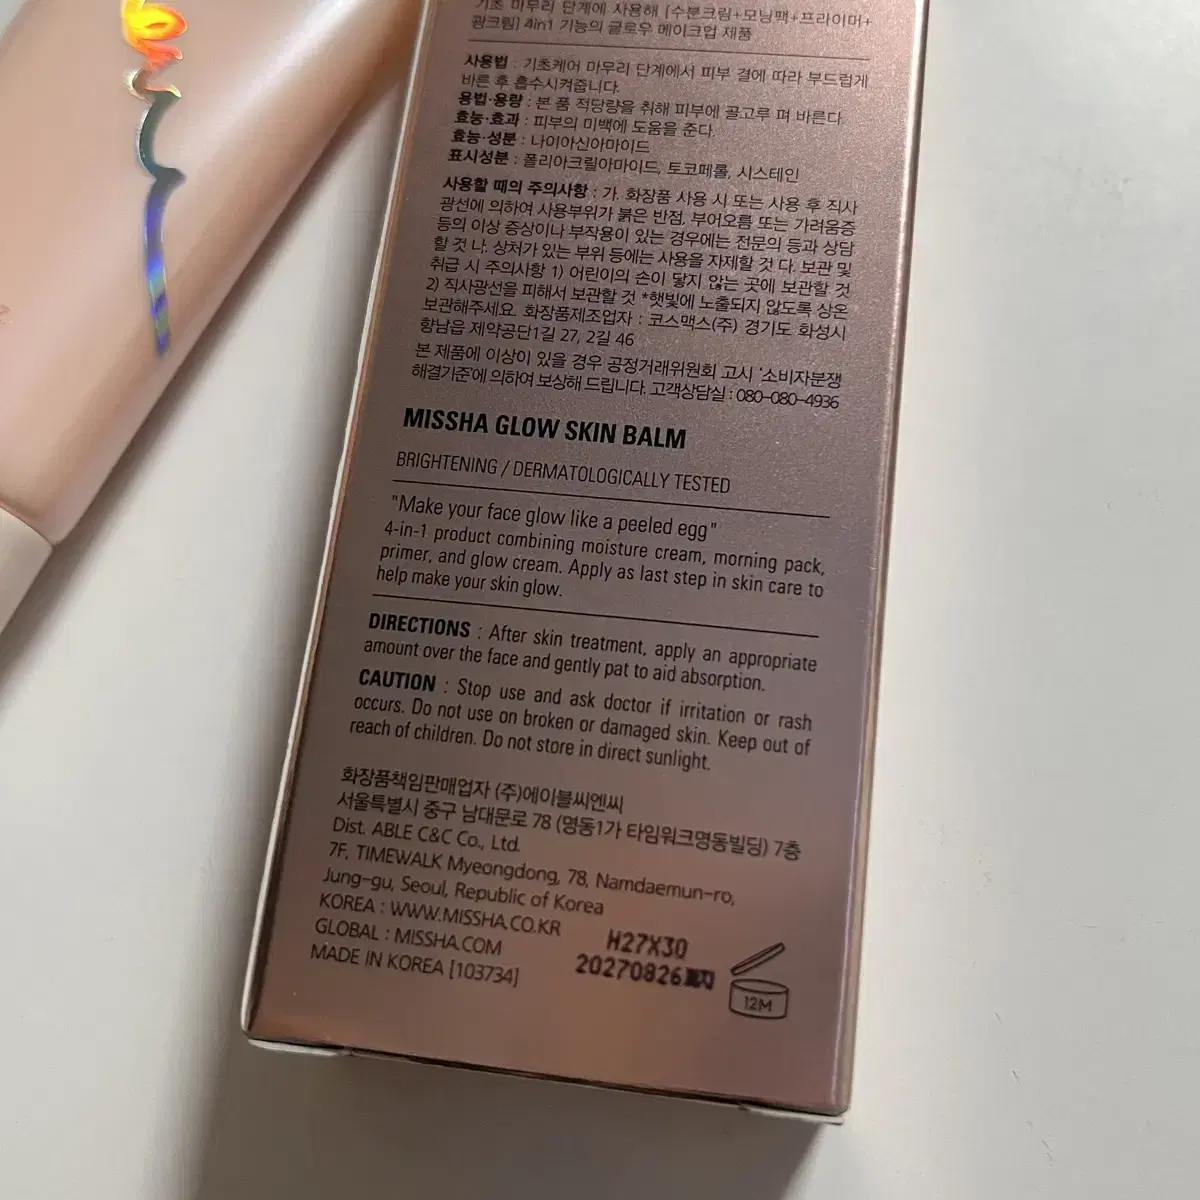 기초 마무리 단계에 사용해 [수분크림+모닝팩+프라이머+
광크림] 4in1 기능의 글로우 메이크업 제품
사용법 : 기초케어 마무리 단계에서 피부 결에 따라 부드럽게
바른 후 흡수시켜줍니다.
용법·용량 : 본 품 적당량을 취해 피부에 골고루 펴 바른다.
효능·효과 : 피부의 미백에 도움을 준다.
효능·성분 : 나이아신아마이드
표시성분 : 폴리아크릴아마이드, 토코페롤, 시스테인
사용할 때의 주의사항 : 가. 화장품 사용 시 또는 사용 후 직사
광선에 의하여 사용부위가 붉은 반점, 부어오름 또는 가려움증
등의 이상 증상이나 부작용이 있는 경우에는 전문의 등과 상담
할 것 나. 상처가 있는 부위 등에는 사용을 자제할 것 다. 보관 및
취급 시 주의사항 1) 어린이의 손이 닿지 않는 곳에 보관할 것
2) 직사광선을 피해서 보관할 것 *햇빛에 노출되지 않도록 상온
보관해주세요. 화장품제조업자 : 코스맥스(주) 경기도 화성시
향남읍 제약공단1길 27, 2길 46
본 제품에 이상이 있을 경우 공정거래위원회 고시 '소비자분쟁
해결기준'에 의하여 보상해 드립니다. 고객상담실 : 080-080-4936
MISSHA GLOW SKIN BALM
BRIGHTENING / DERMATOLOGICALLY TESTED
"Make your face glow like a peeled egg"
4-in-1 product combining moisture cream, morning pack,
primer, and glow cream. Apply as last step in skin care to
help make your skin glow.
DIRECTIONS : After skin treatment, apply an appropriate
amount over the face and gently pat to aid absorption.
CAUTION : Stop use and ask doctor if irritation or rash
occurs. Do not use on broken or damaged skin. Keep out of
reach of children. Do not store in direct sunlight.
화장품책임판매업자 (주)에이블씨엔씨
서울특별시 중구 남대문로 78 (명동1가 타임워크명동빌딩) 7층
Dist. ABLE C&C Co., Ltd.
7F, TIMEWALK Myeongdong, 78, Namdaemun-ro,
Jung-gu, Seoul, Republic of Korea
KOREA : WWW.MISSHA.CO.KR
GLOBAL : MISSHA.COM
MADE IN KOREA [103734]
H27X30
20270826까지
12M